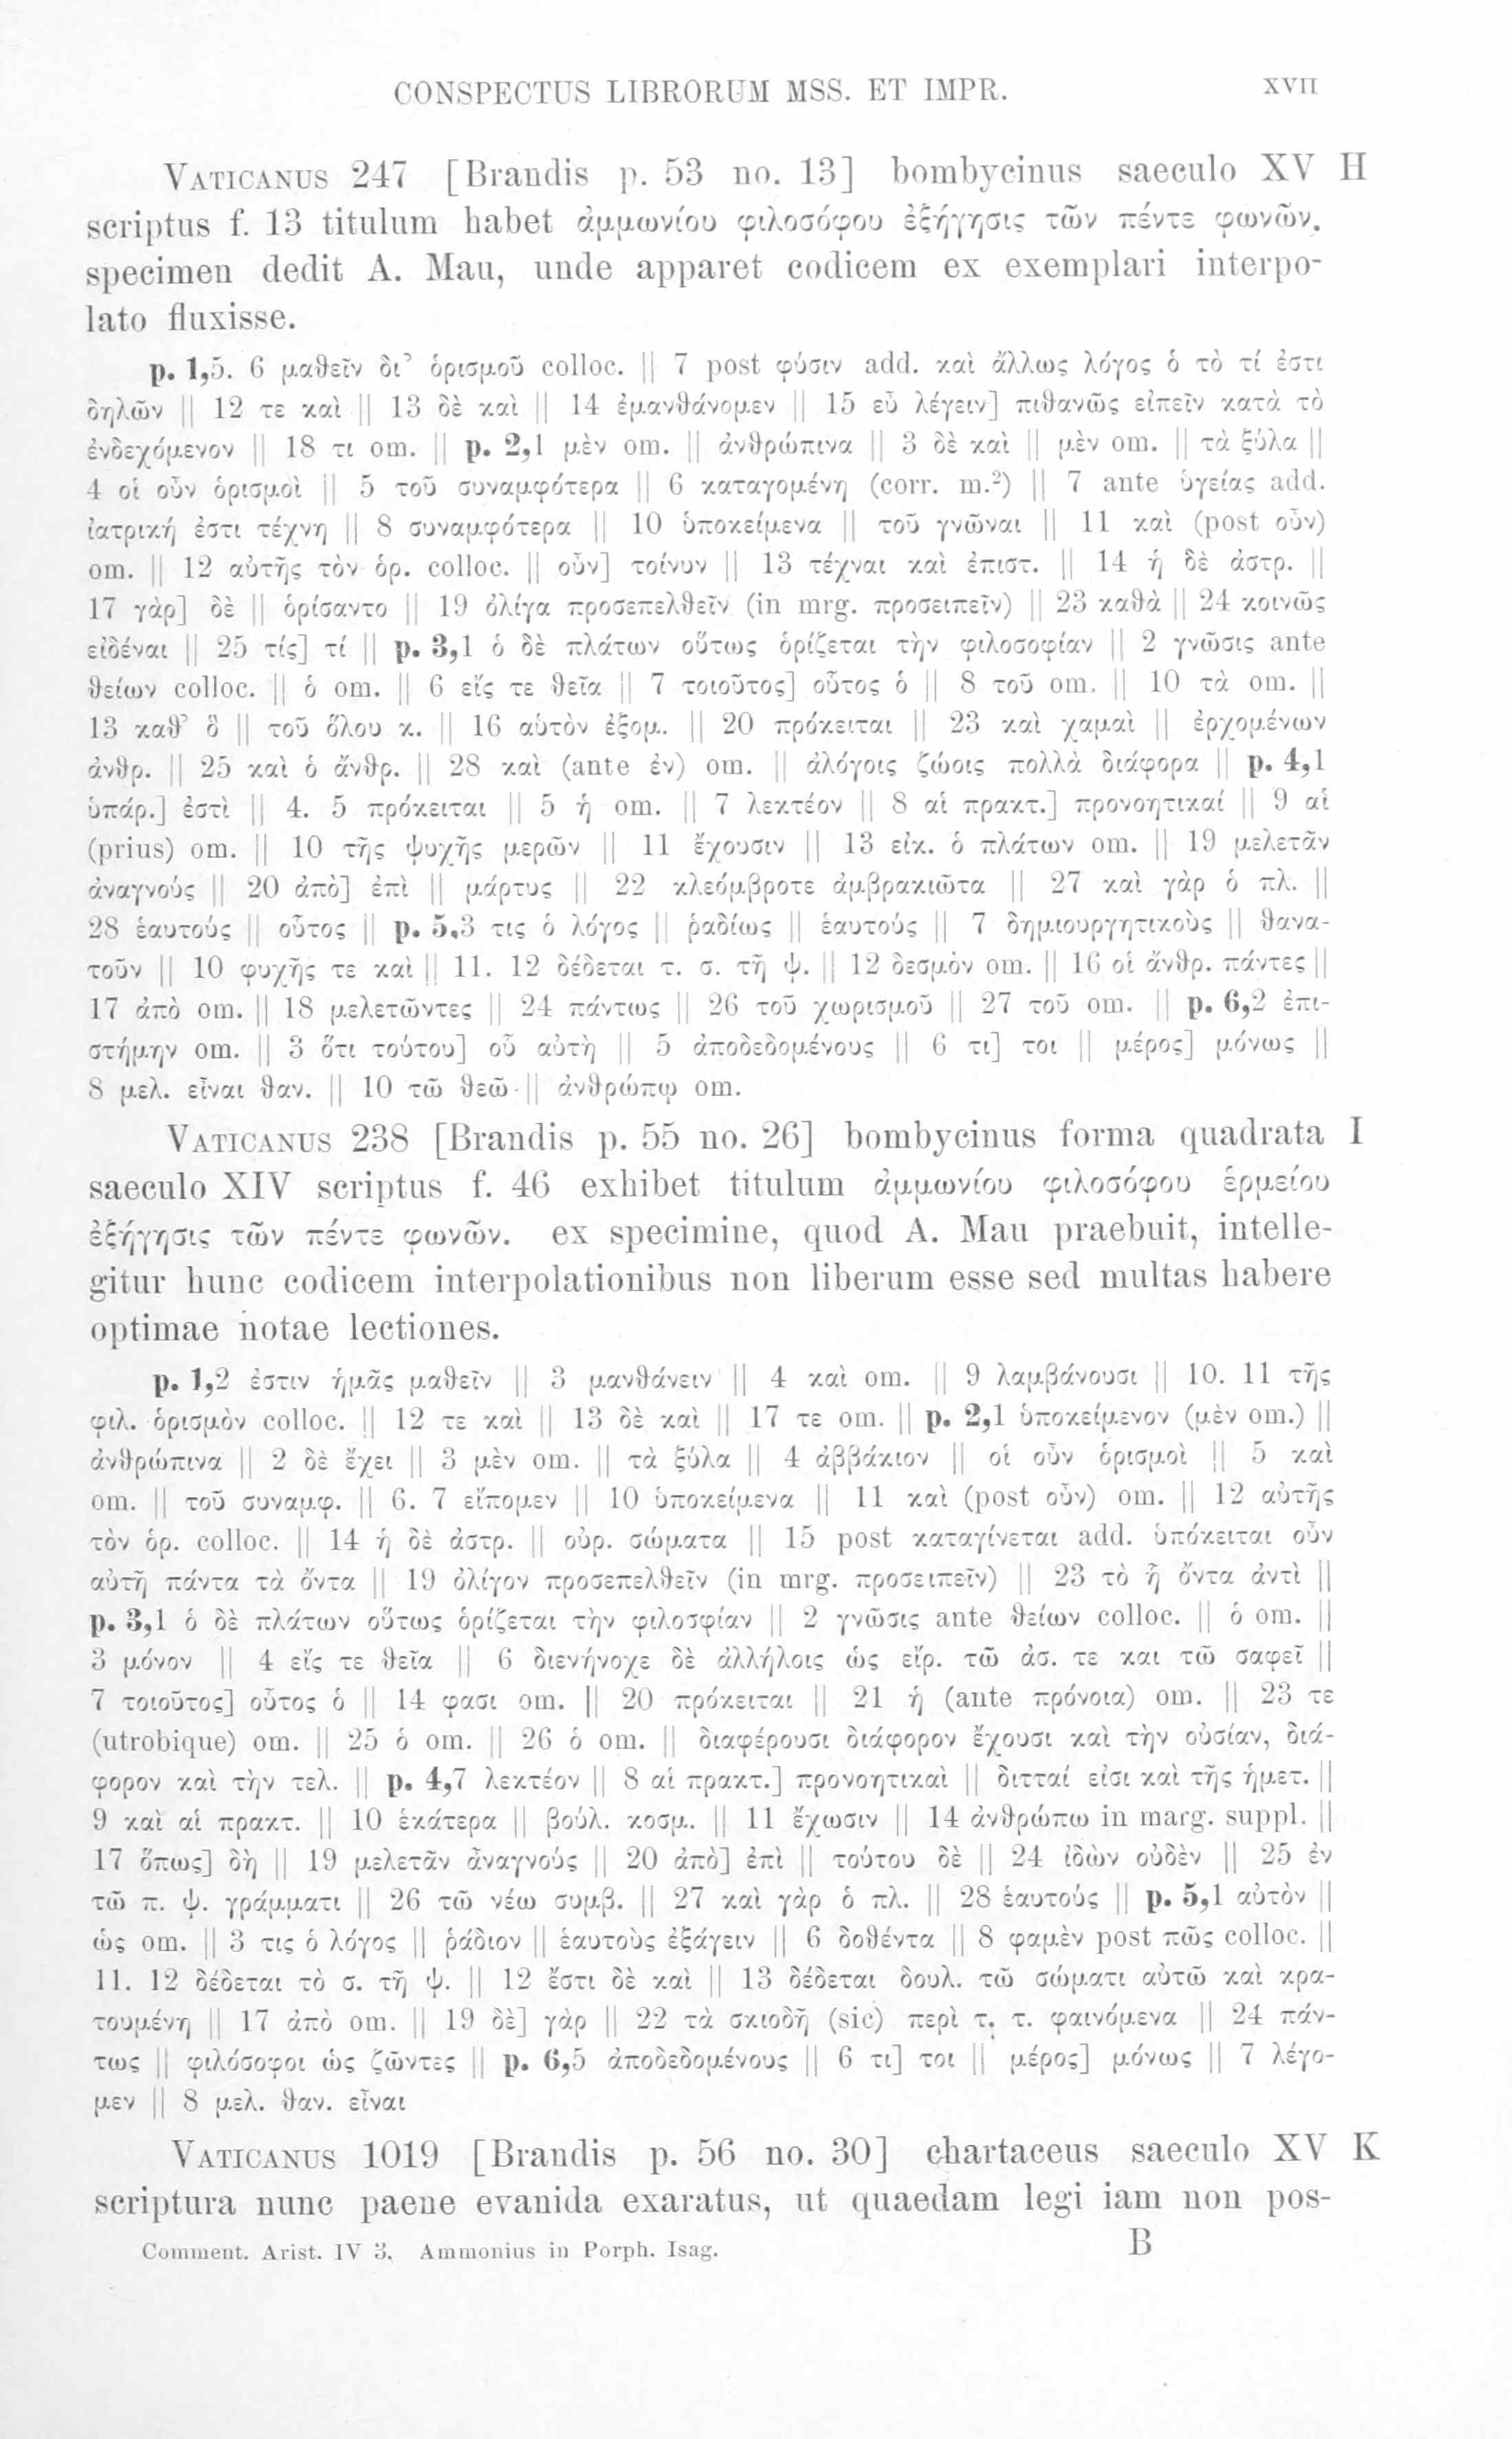 CONSPECTUS LIBRORUM MSS. ET IMPR. XVII
VATICANUS 247 [Brandis p. 53 no. 13] bombycinus saeculo XV H
scriptus f. 13 titulum habet ἀμμωνίου φιλοσόφου ἐξήγησις τῶν πέντε φωνῶν.
specimen dedit A. Mau, unde apparet codicem ex exemplari interpo-
lato fluxisse.
p. 1,5. 6 μαθεῖν δι’ ὁρισμοῦ colloc. || 7 post φύσιν add. καὶ ἄλλως λόγος ὁ τὸ τί ἐστι
δηλῶν || 12 τε καὶ || 13 δὲ καὶ || 14 ἐμανθάνομεν || 15 εὖ λέγειν] πιθανῶς εἰπεῖν κατὰ τὸ
ἐνδεχόμενον || 18 τι om. || p. 2,1 μὲν om. || ἀνθρώπινα || 3 δὲ καὶ || μὲν om. || τὰ ξύλα ||
4 οἱ οὖν ὁρισμοὶ || 5 τοῦ συναμφότερα || 6 καταγομένη (corr. m.²) || 7 ante ὑγείας add.
ἰατρική ἐστι τέχνη || 8 συναμφότερα || 10 ὑποκείμενα || τοῦ γνῶναι || 11 καὶ (post οὖν)
om. || 12 αὐτῆς τὸν ὁρ. colloc. || οὖν] τοίνυν || 13 τέχναι καὶ ἐπιστ. || 14 ἡ δὲ ἀστρ. ||
17 γὰρ] δὲ || ὁρίσαντο || 19 ὀλίγα προσεπελθεῖν (in mrg. προσειπεῖν) || 23 καθὰ || 24 κοινῶς
εἰδέναι || 25 τίς] τί || p. 3,1 ὁ δὲ πλάτων οὕτως ὁρίζεται τὴν φιλοσοφίαν || 2 γνῶσις ante
θείων colloc. || ὁ om. || 6 εἴς τε θεῖα || 7 τοιοῦτος] οὗτος ὁ || 8 τοῦ om. || 10 τὰ om. ||
13 καθ’ ὃ || τοῦ ὅλου κ. || 16 αὑτὸν ἐξομ. || 20 πρόκειται || 23 καὶ χαμαὶ || ἐρχομένων
ἀνθρ. || 25 καὶ ὁ ἄνθρ. || 28 καὶ (ante ἐν) om. || ἀλόγοις ζώοις πολλὰ διάφορα || p. 4,1
ὑπάρ.] ἐστὶ || 4. 5 πρόκειται || 5 ἡ om. || 7 λεκτέον || 8 αἱ πρακτ.] προνοητικαί || 9 αἱ
(prius) om. || 10 τῆς ψυχῆς μερῶν || 11 ἔχουσιν || 13 εἰκ. ὁ πλάτων om. || 19 μελετᾶν
ἀναγνούς || 20 ἀπὸ] ἐπὶ || μάρτυς || 22 κλεόμβροτε ἀμβρακιῶτα || 27 καὶ γὰρ ὁ πλ. ||
28 ἑαυτούς || οὗτος || p. 5,3 τις ὁ λόγος || ῥαδίως || ἑαυτούς || 7 δημιουργητικοὺς || θανα-
τοῦν || 10 φυχῆς τε καὶ || 11. 12 δέδεται τ. σ. τῆ ψ. || 12 δεσμὸν om. || 16 οἱ ἄνθρ. πάντες ||
17 ἀπὸ om. || 18 μελετῶντες || 24 πάντως || 26 τοῦ χωρισμοῦ || 27 τοῦ om. || p. 6,2 ἐπι-
στήμην om. || 3 ὅτι τούτου] οὗ αὐτὴ || 5 ἀποδεδομένους || 6 τι] τοι || μέρος] μόνως ||
8 μελ. εἶναι θαν. || 10 τῶ θεῶ || ἀνθρώπῳ om.
VATICANUS 238 [Brandis p. 55 no. 26] bombycinus forma quadrata I
saeculo XIV scriptus f. 46 exhibet titulum ἀμμωνίου φιλοσόφου ἑρμείου
ἐξήγησις τῶν πέντε φωνῶν. ex specimine, quod A. Mau praebuit, intelle-
gitur hunc codicem interpolationibus non liberum esse sed multas habere
optimae notae lectiones.
p. 1,2 ἐστιν ἡμᾶς μαθεῖν || 3 μανθάνειν || 4 καὶ om. || 9 λαμβάνουσι || 10. 11 τῆς
φιλ. ὁρισμὸν colloc. || 12 τε καὶ || 13 δὲ καὶ || 17 τε om. || p. 2,1 ὑποκείμενον (μὲν om.) ||
ἀνθρώπινα || 2 δὲ ἔχει || 3 μὲν om. || τὰ ξύλα || 4 ἀββάκιον || οἱ οὖν ὁρισμοὶ || 5 καὶ
om. || τοῦ συναμφ. || 6. 7 εἴπομεν || 10 ὑποκείμενα || 11 καὶ (post οὖν) om. || 12 αὐτῆς
τὸν ὁρ. colloc. || 14 ἡ δὲ ἀστρ. || οὐρ. σώματα || 15 post καταγίνεται add. ὑπόκειται οὖν
αὐτῆ πάντα τὰ ὄντα || 19 ὀλίγον προσεπελθεῖν (in mrg. προσειπεῖν) || 23 τὸ ἦ ὄντα ἀντὶ ||
p. 3,1 ὁ δὲ πλάτων οὕτως ὁρίζεται τὴν φιλοσφίαν || 2 γνῶσις ante θείων colloc. || ὁ om. ||
3 μόνον || 4 εἴς τε θεῖα || 6 διενήνοχε δὲ ἀλλήλοις ὡς εἴρ. τῶ ἀσ. τε και τῶ σαφεῖ ||
7 τοιοῦτος] οὗτος ὁ || 14 φασι om. || 20 πρόκειται || 21 ἡ (ante πρόνοια) om. || 23 τε
(utrobique) om. || 25 ὁ om. || 26 ὁ om. || διαφέρουσι διάφορον ἔχουσι καὶ τὴν οὐσίαν, διά-
φορον καὶ τὴν τελ. || p. 4,7 λεκτέον || 8 αἱ πρακτ.] προνοητικαὶ || διτταί εἰσι καὶ τῆς ἡμετ. ||
9 καὶ αἱ πρακτ. || 10 ἑκάτερα || βούλ. κοσμ. || 11 ἔχωσιν || 14 ἀνθρώπω in marg. suppl. ||
17 ὅπως] δὴ || 19 μελετᾶν ἀναγνούς || 20 ἀπὸ] ἐπὶ || τούτου δὲ || 24 ἰδὼν οὐδὲν || 25 ἐν
τῶ π. ψ. γράμματι || 26 τῶ νέω συμβ. || 27 καὶ γὰρ ὁ πλ. || 28 ἑαυτούς || p. 5,1 αὐτὸν ||
ὡς om. || 3 τις ὁ λόγος || ῥάδιον || ἑαυτοὺς ἐξάγειν || 6 δοθέντα || 8 φαμὲν post πῶς colloc. ||
11. 12 δέδεται τὸ σ. τῆ ψ. || 12 ἔστι δὲ καὶ || 13 δέδεται δουλ. τῶ σώματι αὐτῶ καὶ κρα-
τουμένη || 17 ἀπὸ om. || 19 δὲ] γὰρ || 22 τὰ σκιοδῆ (sic) περὶ τ. τ. φαινόμενα || 24 πάν-
τως || φιλόσοφοι ὡς ζῶντες || p. 6,5 ἀποδεδομένους || 6 τι] τοι || μέρος] μόνως || 7 λέγο-
μεν || 8 μελ. θαν. εἶναι
VATICANUS 1019 [Brandis p. 56 no. 30] chartaceus saeculo XV K
scriptura nunc paene evanida exaratus, ut quaedam legi iam non pos-
Comment. Arist. IV 3. Ammonius in Porph. Isag. B